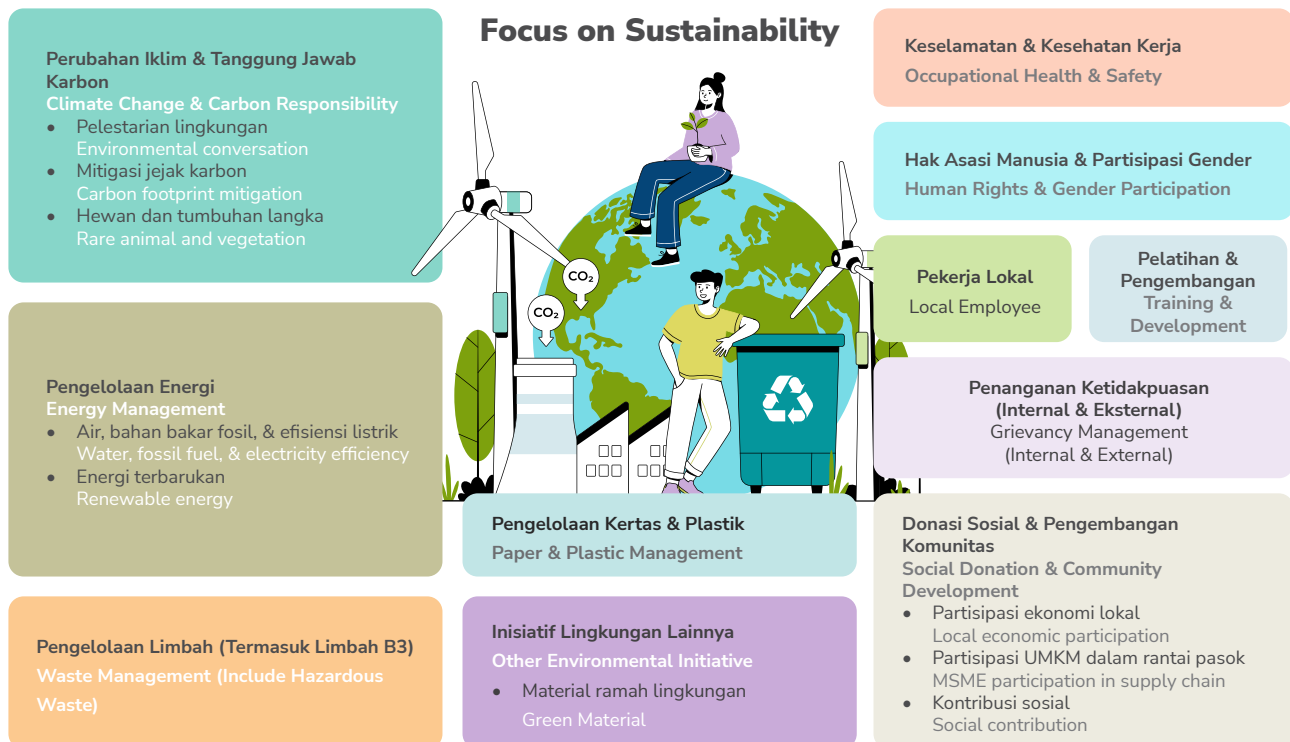 Focus on Sustainability
Perubahan Iklim & Tanggung Jawab
Karbon
Climate Change & Carbon Responsibility
• Pelestarian lingkungan
Environmental conversation
• Mitigasi jejak karbon
Carbon footprint mitigation
• Hewan dan tumbuhan langka
Rare animal and vegetation
Pengelolaan Energi
Energy Management
• Air, bahan bakar fosil, & efisiensi listrik
Water, fossil fuel, & electricity efficiency
• Energi terbarukan
Renewable energy
Pengelolaan Limbah (Termasuk Limbah B3)
Waste Management (Include Hazardous
Waste)
CO₂
CO₂
Pengelolaan Kertas & Plastik
Paper & Plastic Management
Inisiatif Lingkungan Lainnya
Other Environmental Initiative
• Material ramah lingkungan
Green Material
Keselamatan & Kesehatan Kerja
Occupational Health & Safety
Hak Asasi Manusia & Partisipasi Gender
Human Rights & Gender Participation
Pekerja Lokal
Local Employee
Pelatihan &
Pengembangan
Training &
Development
Penanganan Ketidakpuasan
(Internal & Eksternal)
Grievancy Management
(Internal & External)
Donasi Sosial & Pengembangan
Komunitas
Social Donation & Community
Development
• Partisipasi ekonomi lokal
Local economic participation
• Partisipasi UMKM dalam rantai pasok
MSME participation in supply chain
• Kontribusi sosial
Social contribution